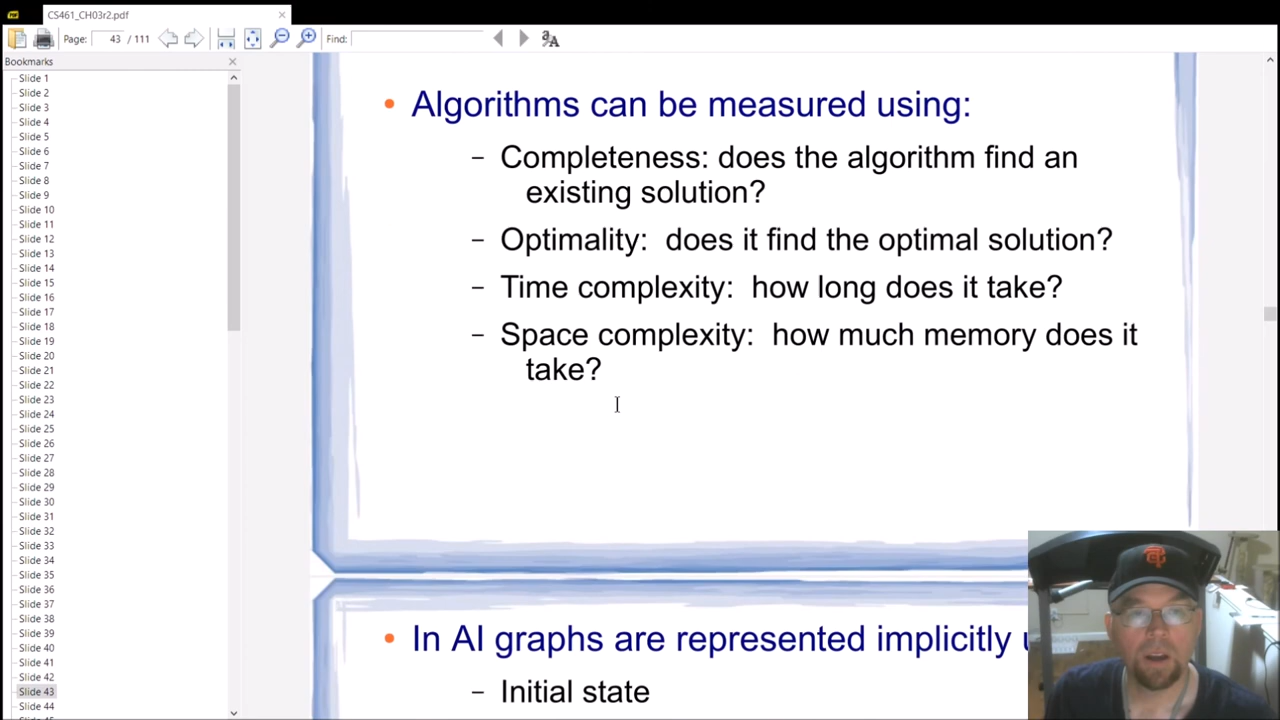 CS461_CH03r2.pdf
Page: 43 / 111 Find:
Bookmarks
Slide 1
Slide 2
Slide 3
Slide 4
Slide 5
Slide 6
Slide 7
Slide 8
Slide 9
Slide 10
Slide 11
Slide 12
Slide 13
Slide 14
Slide 15
Slide 16
Slide 17
Slide 18
Slide 19
Slide 20
Slide 21
Slide 22
Slide 23
Slide 24
Slide 25
Slide 26
Slide 27
Slide 28
Slide 29
Slide 30
Slide 31
Slide 32
Slide 33
Slide 34
Slide 35
Slide 36
Slide 37
Slide 38
Slide 39
Slide 40
Slide 41
Slide 42
Slide 43
Slide 44
• Algorithms can be measured using:
– Completeness: does the algorithm find an
existing solution?
– Optimality: does it find the optimal solution?
– Time complexity: how long does it take?
– Space complexity: how much memory does it
take?
• In AI graphs are represented implicitly
– Initial state